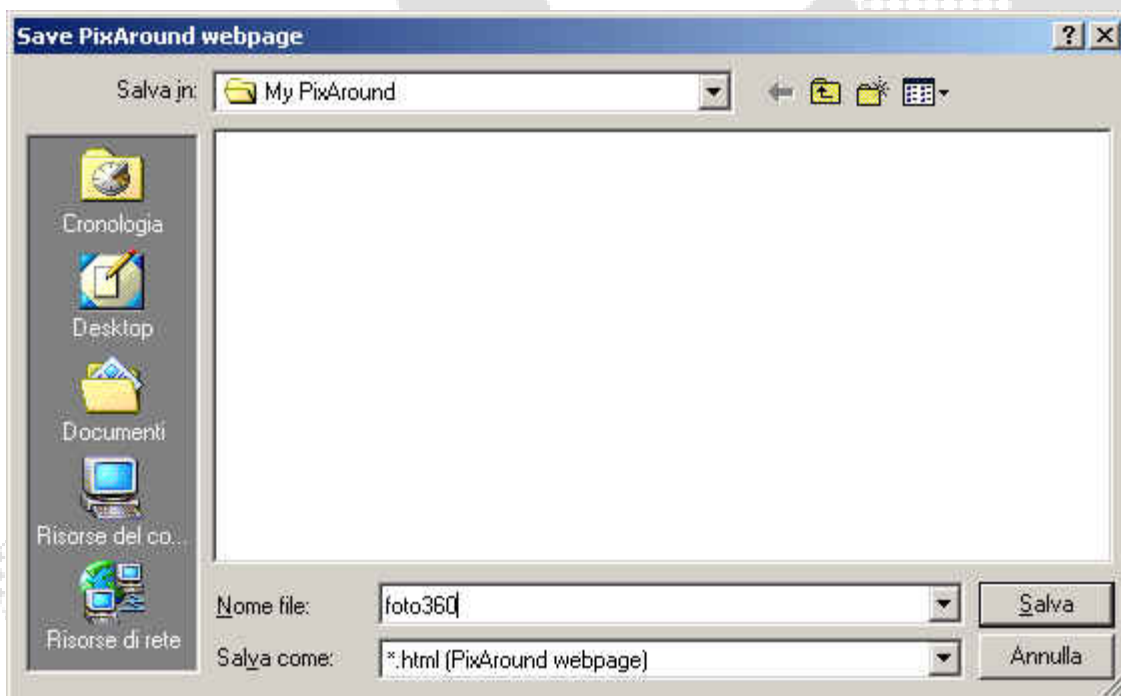 Save PixAround webpage
Salva in: My PixAround
Cronologia
Desktop
Documenti
Risorse del co...
Risorse di rete
Nome file: foto360 Salva
Salva come: *.html (PixAround webpage) Annulla